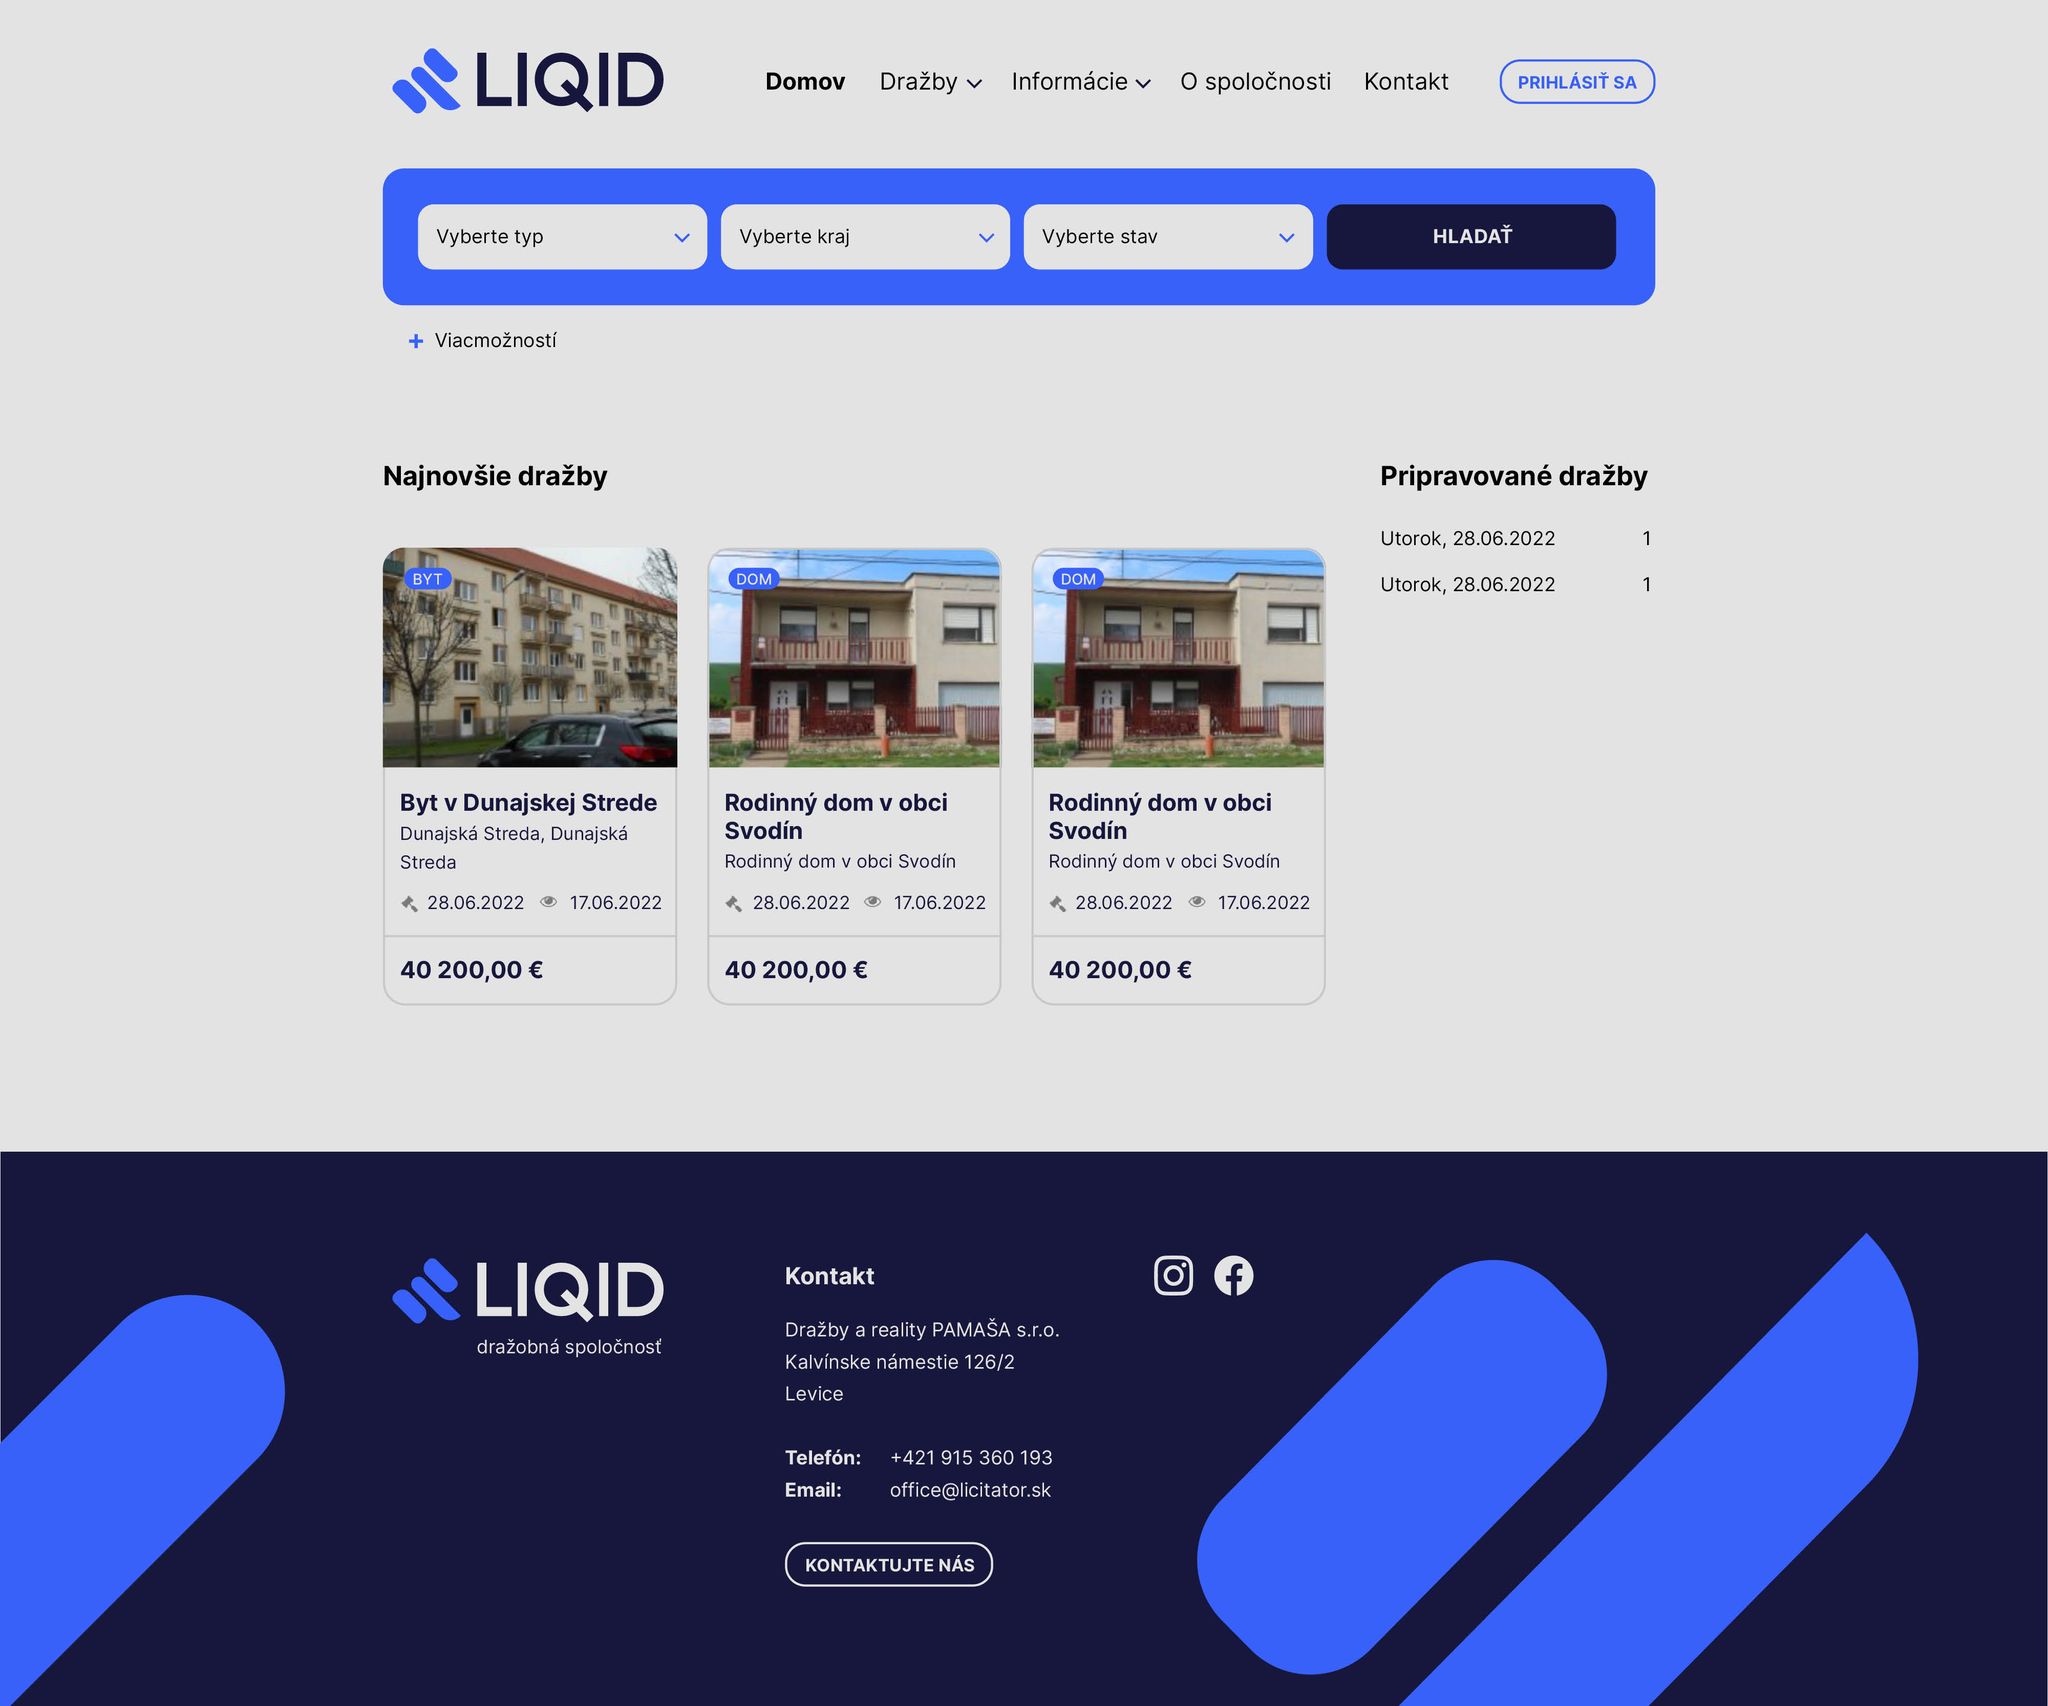 LIQID
Domov Dražby Informácie O spoločnosti Kontakt PRIHLÁSIŤ SA
Vyberte typ Vyberte kraj Vyberte stav HLADAŤ
+ Viacmožností
Najnovšie dražby
BYT
Byt v Dunajskej Strede
Dunajská Streda, Dunajská
Streda
28.06.2022 17.06.2022
40 200,00 €
DOM
Rodinný dom v obci
Svodín
Rodinný dom v obci Svodín
28.06.2022 17.06.2022
40 200,00 €
DOM
Rodinný dom v obci
Svodín
Rodinný dom v obci Svodín
28.06.2022 17.06.2022
40 200,00 €
Pripravované dražby
Utorok, 28.06.2022 1
Utorok, 28.06.2022 1
LIQID
dražobná spoločnosť
Kontakt
Dražby a reality PAMAŠA s.r.o.
Kalvínske námestie 126/2
Levice
Telefón: +421 915 360 193
Email: office@licitator.sk
KONTAKTUJTE NÁS